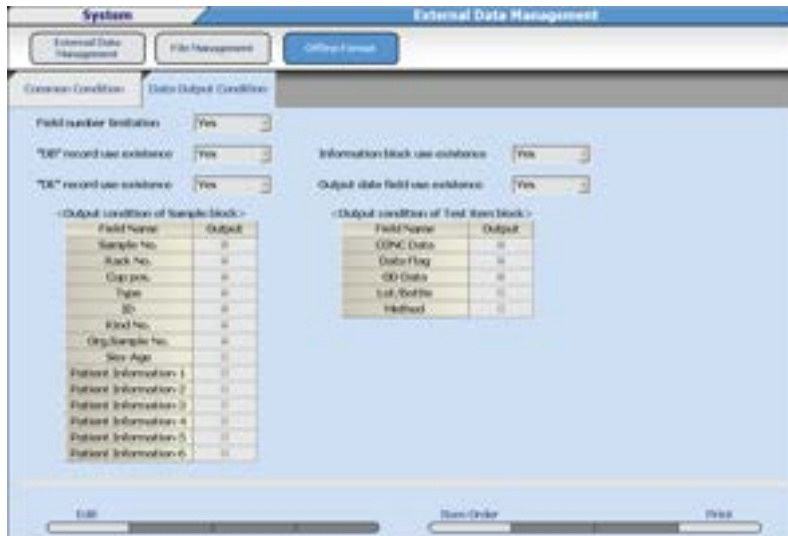 System
External Data Management
External Data
Management
File Management
Offline Format
Common Condition
Data Output Condition
Field number limitation
Yes
"DB" record use existence
Yes
Information block use existence
Yes
"DE" record use existence
Yes
Output date field use existence
Yes
<Output condition of Sample block>
<Output condition of Test Item block>
Field Name Output
Field Name Output
Sample No.
CONC Data
Rack No.
Data Flag
Cup pos.
OD Data
Type
Lot/Bottle
ID
Method
Kind No.
Org.Sample No.
Sex Age
Patient Information 1
Patient Information 2
Patient Information 3
Patient Information 4
Patient Information 5
Patient Information 6
Edit
Print